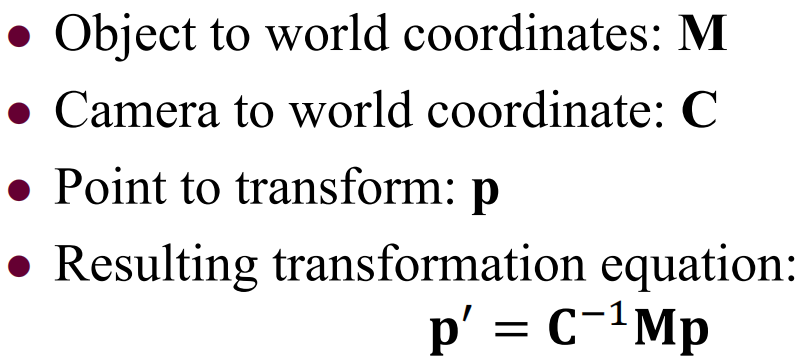 • Object to world coordinates: M
• Camera to world coordinate: C
• Point to transform: p
• Resulting transformation equation:
p′ = C⁻¹Mp